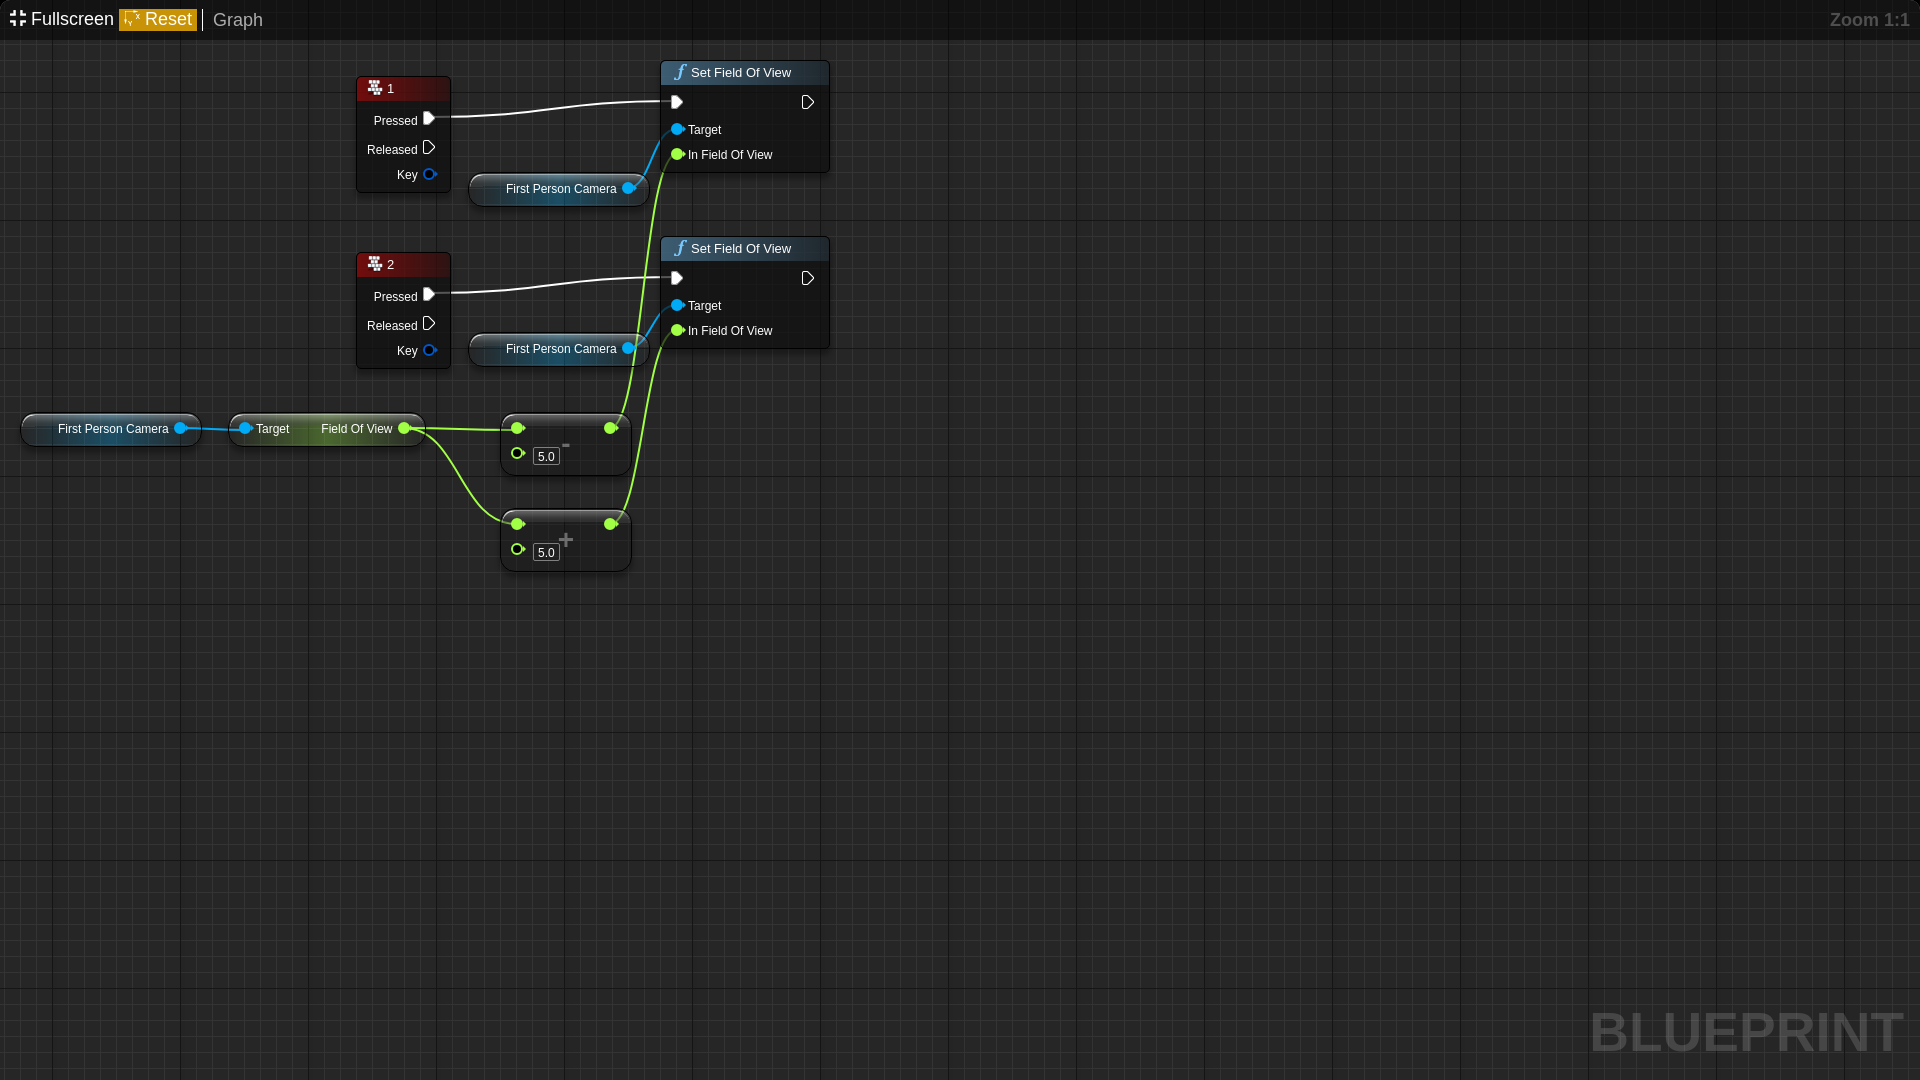 Fullscreen Reset Graph Zoom 1:1
1
Pressed
Released
Key
Set Field Of View
Target
In Field Of View
First Person Camera
2
Pressed
Released
Key
Set Field Of View
Target
In Field Of View
First Person Camera
First Person Camera
Target Field Of View
-
5.0
+
5.0
BLUEPRINT